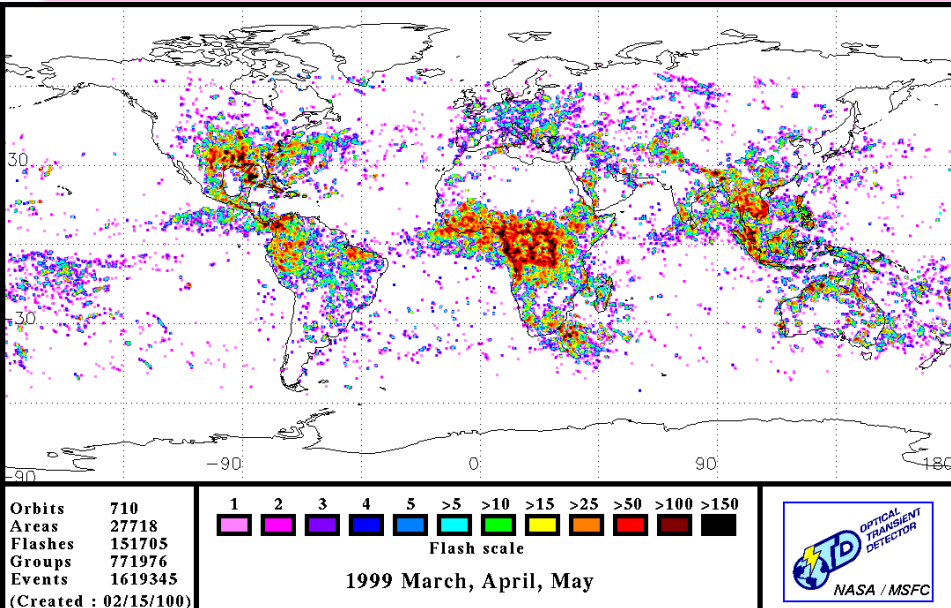 30
30
-90
-90
0
90
180
Orbits 710
Areas 27718
Flashes 151705
Groups 771976
Events 1619345
(Created : 02/15/100)
1 2 3 4 5 >5 >10 >15 >25 >50 >100 >150
Flash scale
1999 March, April, May
OTD
OPTICAL
TRANSIENT
DETECTOR
NASA / MSFC